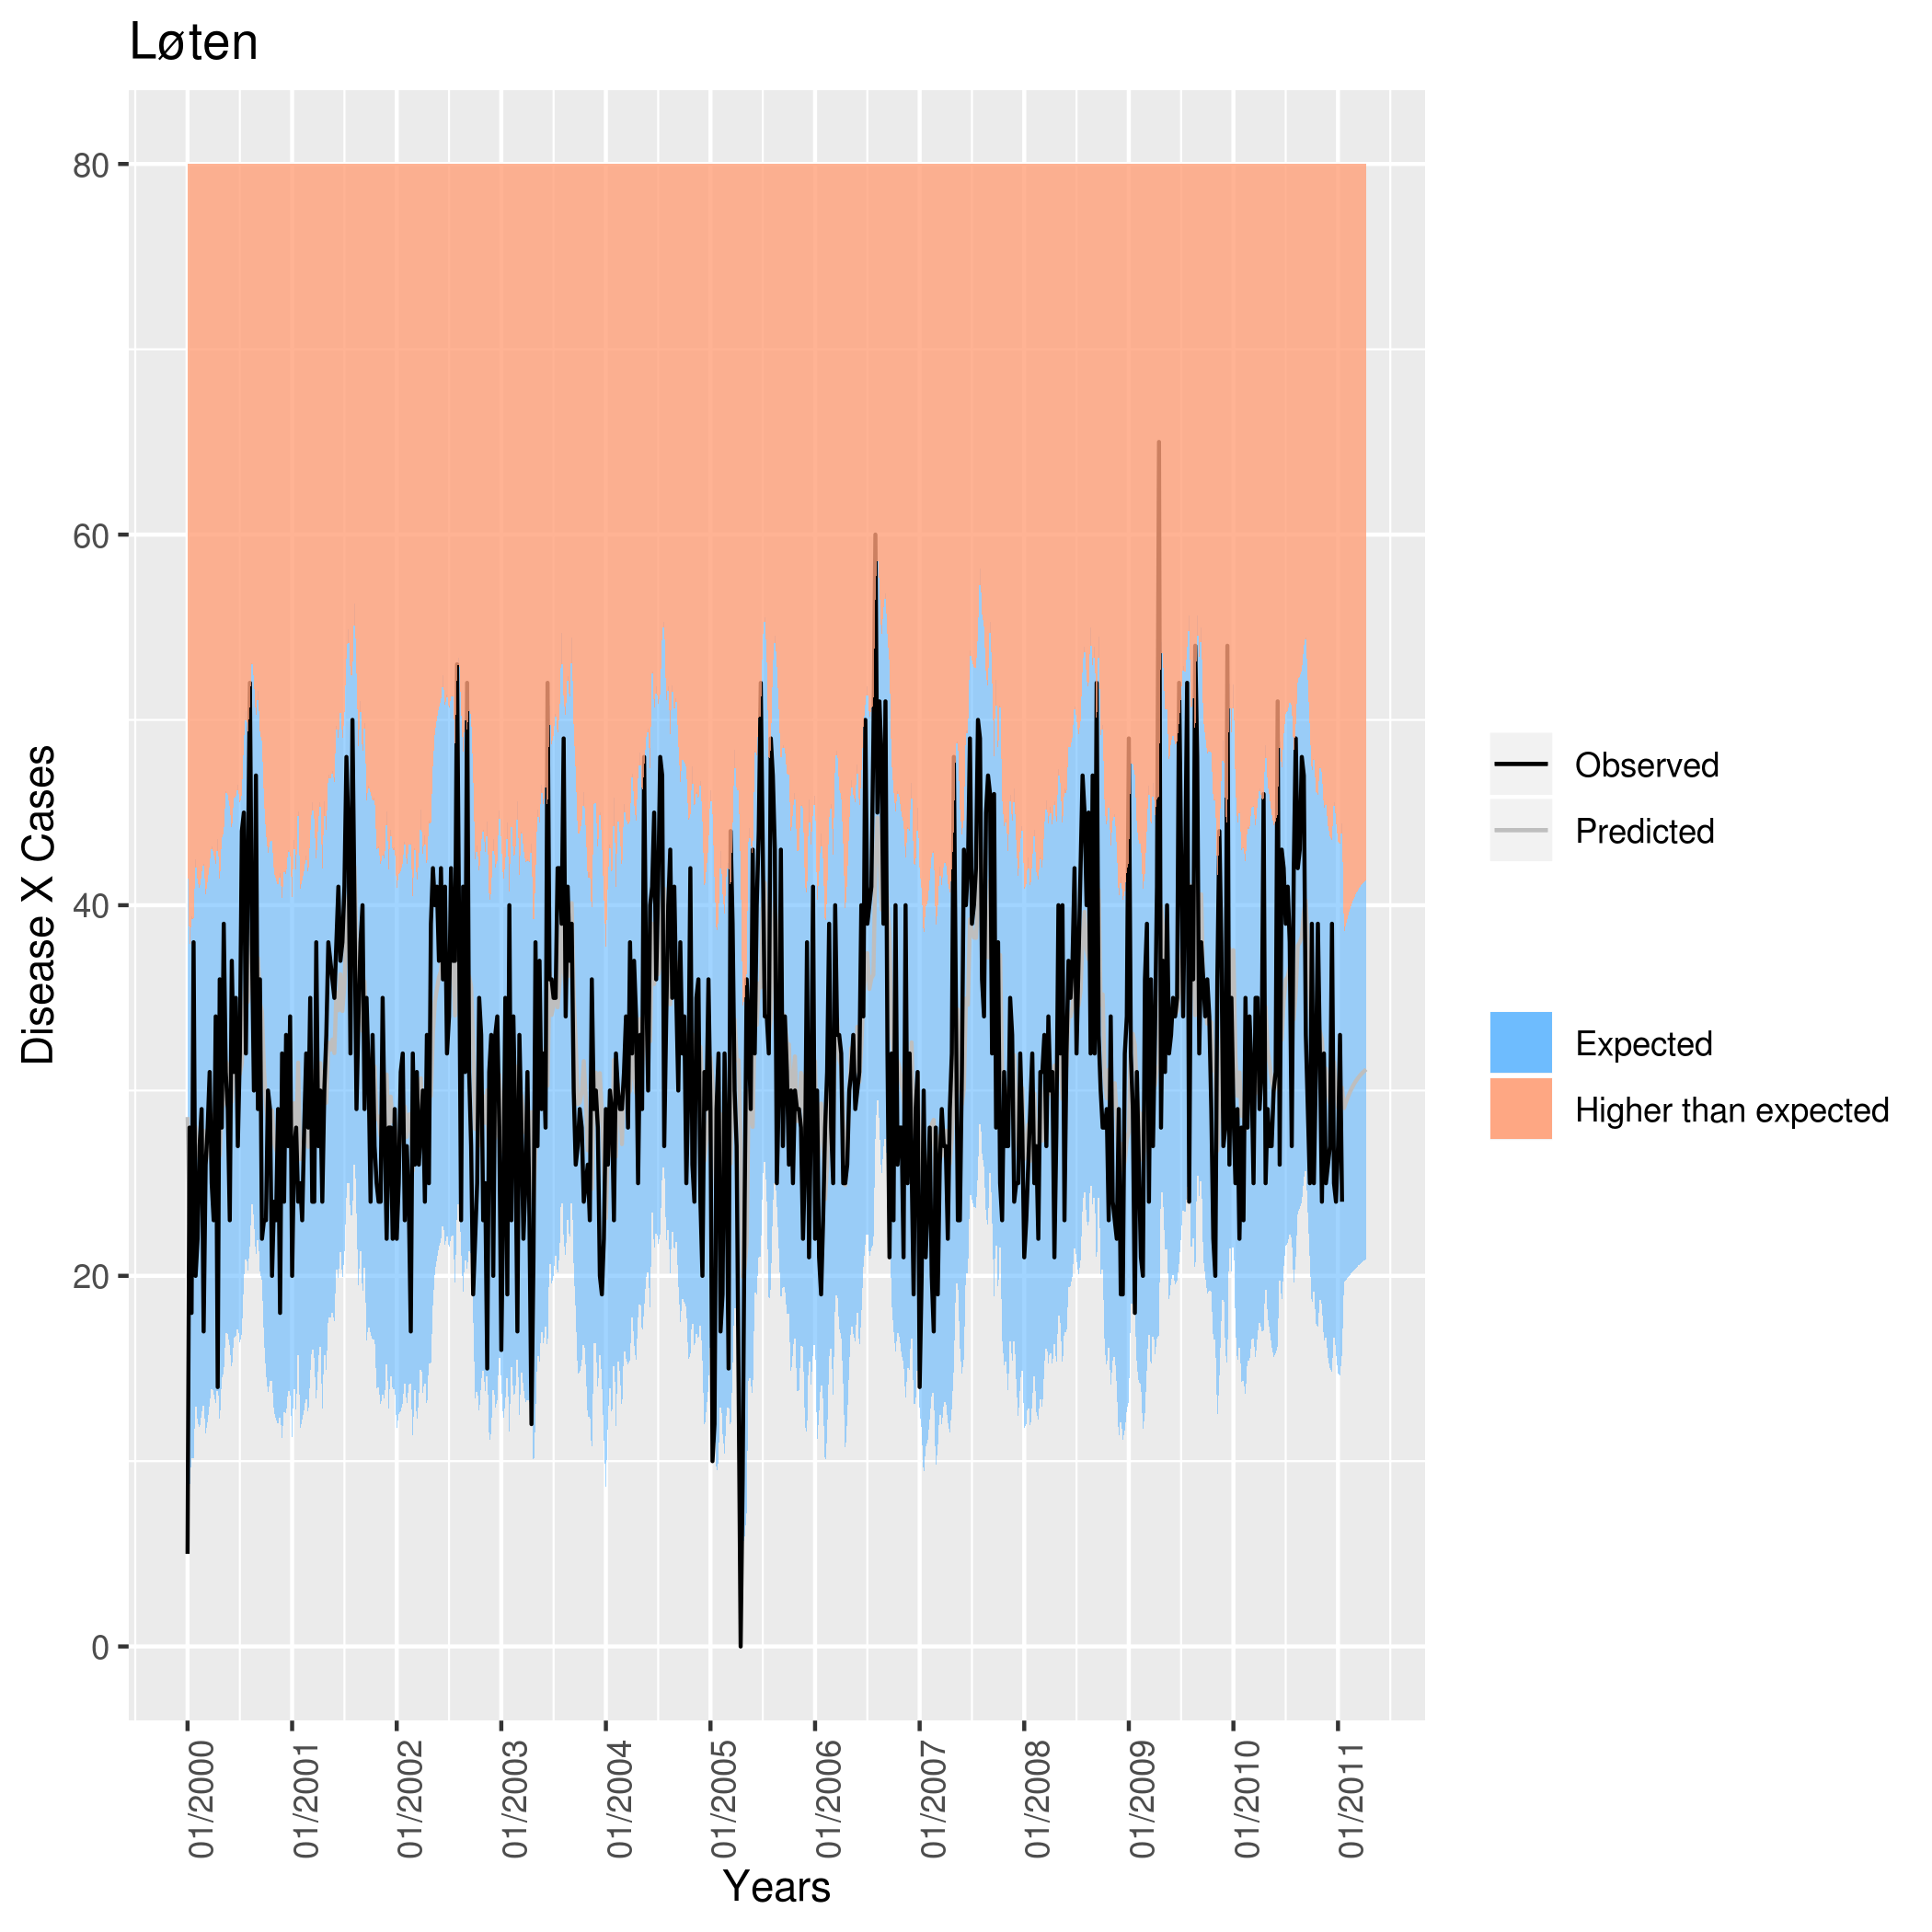 Løten
80
60
40
20
0
Disease X Cases
01/2000
01/2001
01/2002
01/2003
01/2004
01/2005
01/2006
01/2007
01/2008
01/2009
01/2010
01/2011
Years
Observed
Predicted
Expected
Higher than expected